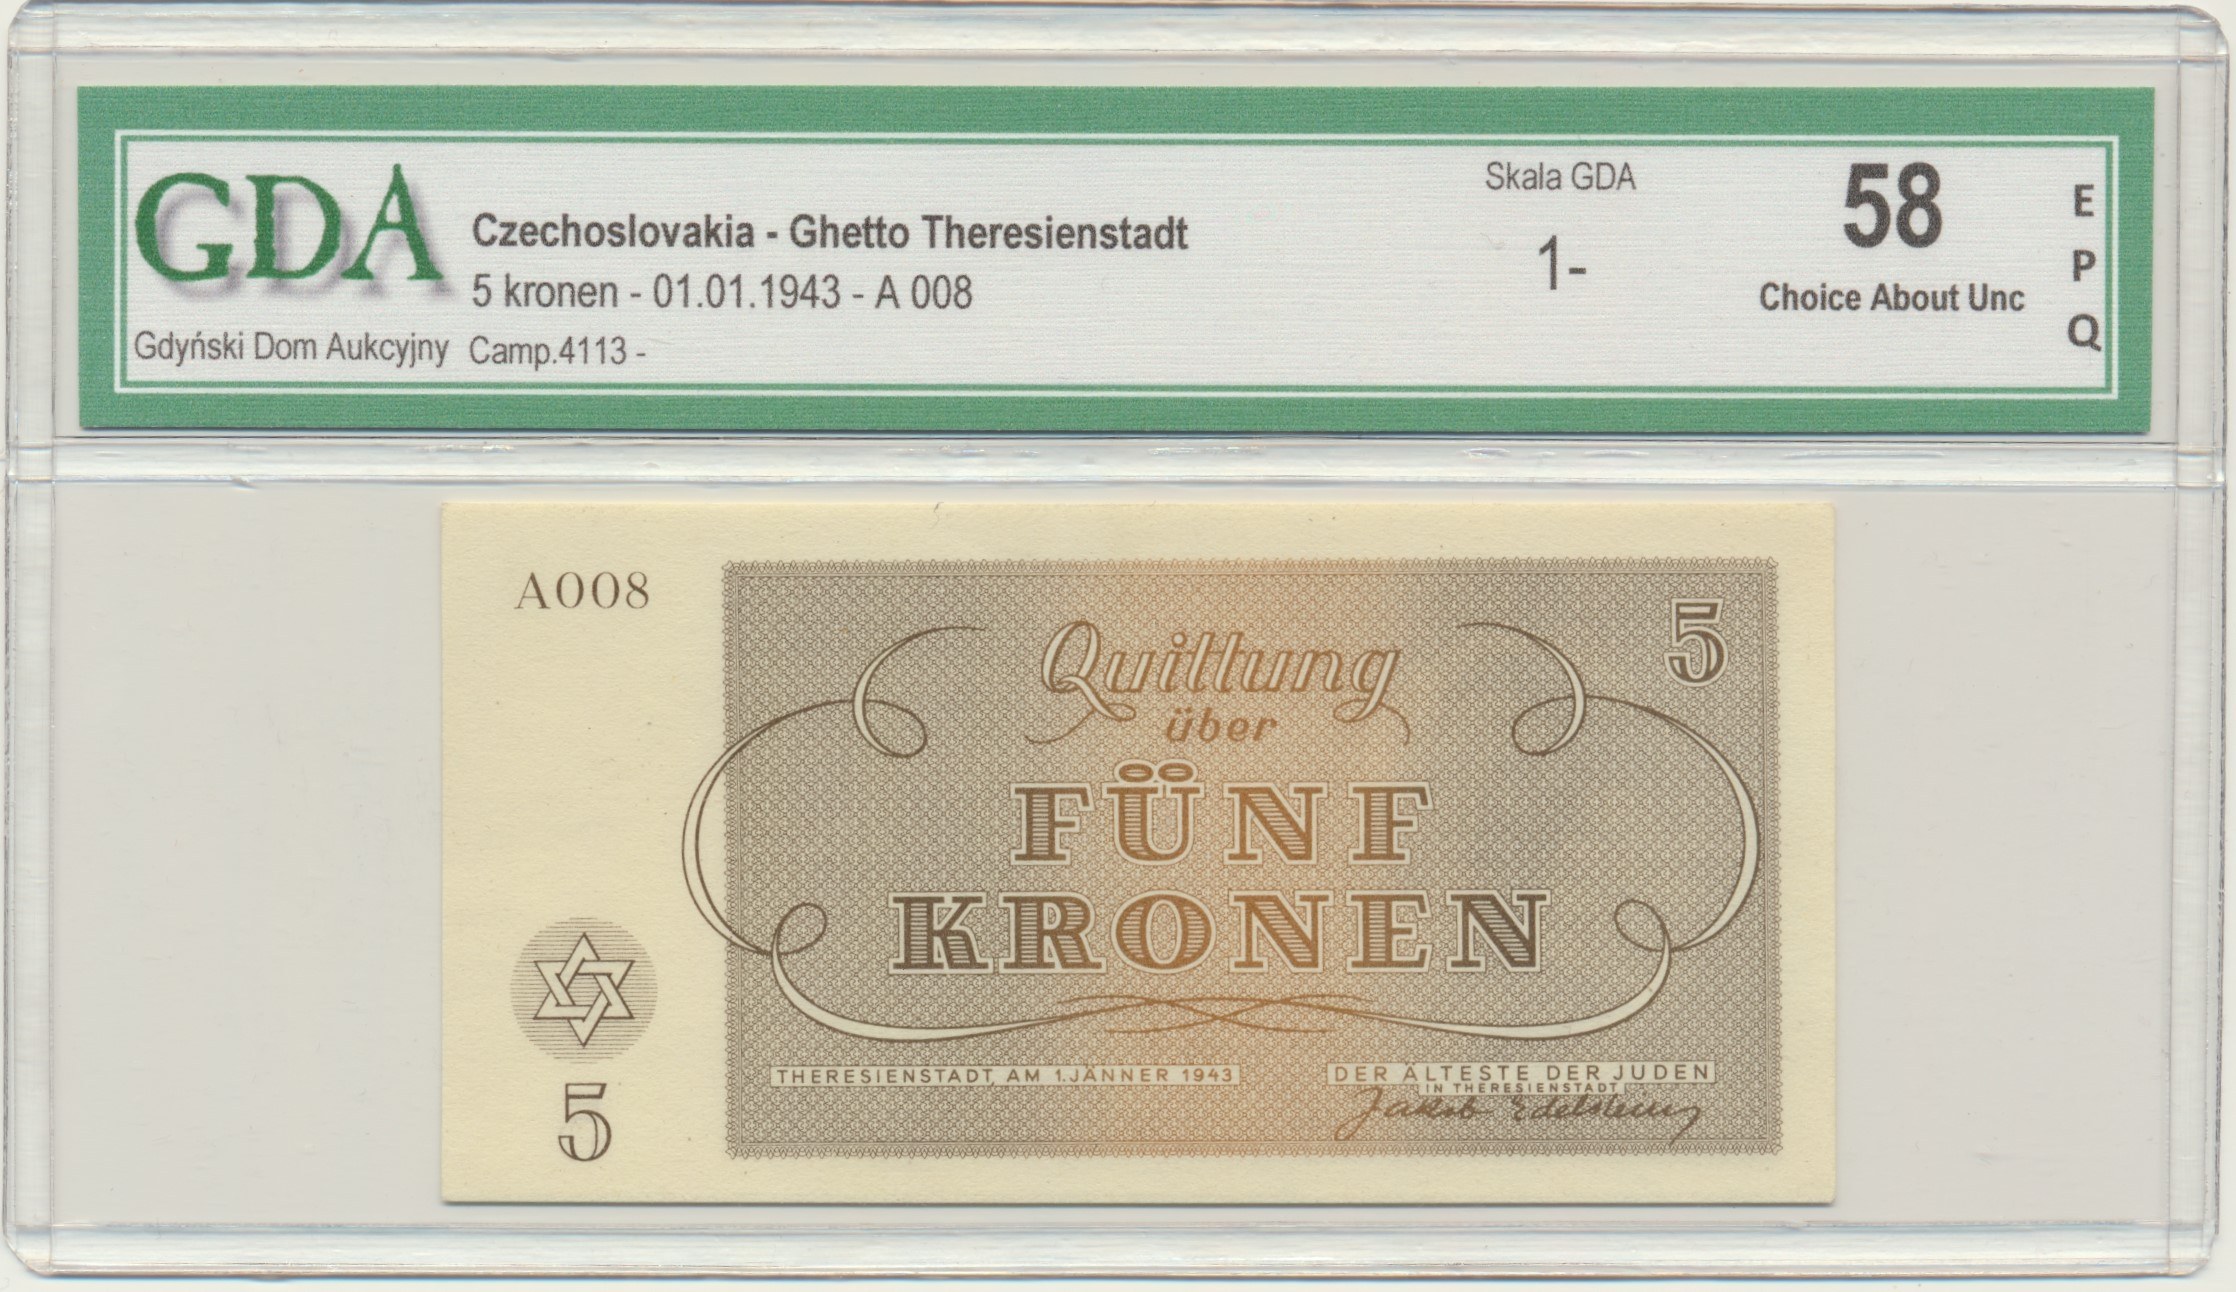 GDA
Gdyński Dom Aukcyjny
Czechoslovakia - Ghetto Theresienstadt
5 kronen - 01.01.1943 - A 008
Camp.4113 -
Skala GDA
1-
58
Choice About Unc
E
P
Q
A008
5
Quittung
über
FÜNF
KRONEN
THERESIENSTADT, AM 1.JÄNNER 1943
DER ÄLTESTE DER JUDEN
IN THERESIENSTADT
Jakob Edelstein
5